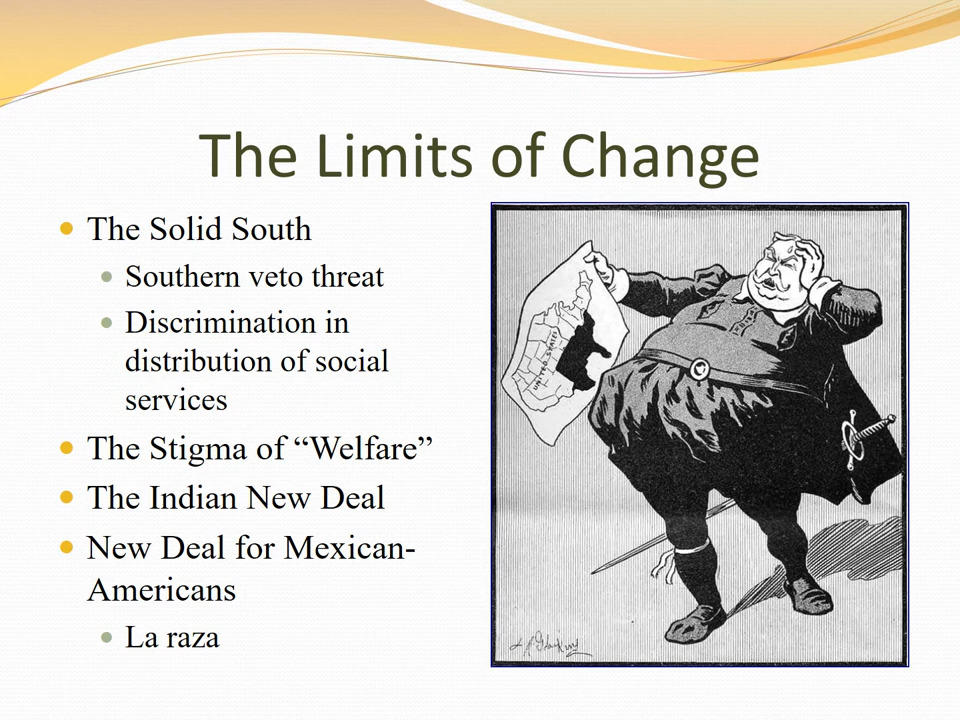 The Limits of Change
The Solid South
Southern veto threat
Discrimination in
distribution of social
services
The Stigma of “Welfare”
The Indian New Deal
New Deal for Mexican-
Americans
La raza
UNITED STATES